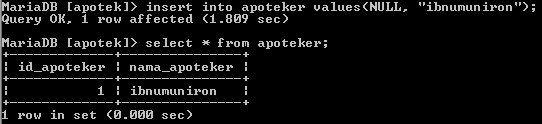 MariaDB [apotek]> insert into apoteker values(NULL, "ibnumuniron");
Query OK, 1 row affected (1.809 sec)
MariaDB [apotek]> select * from apoteker;
+-------------+---------------+
| id_apoteker | nama_apoteker |
+-------------+---------------+
|           1 | ibnumuniron   |
+-------------+---------------+
1 row in set (0.000 sec)